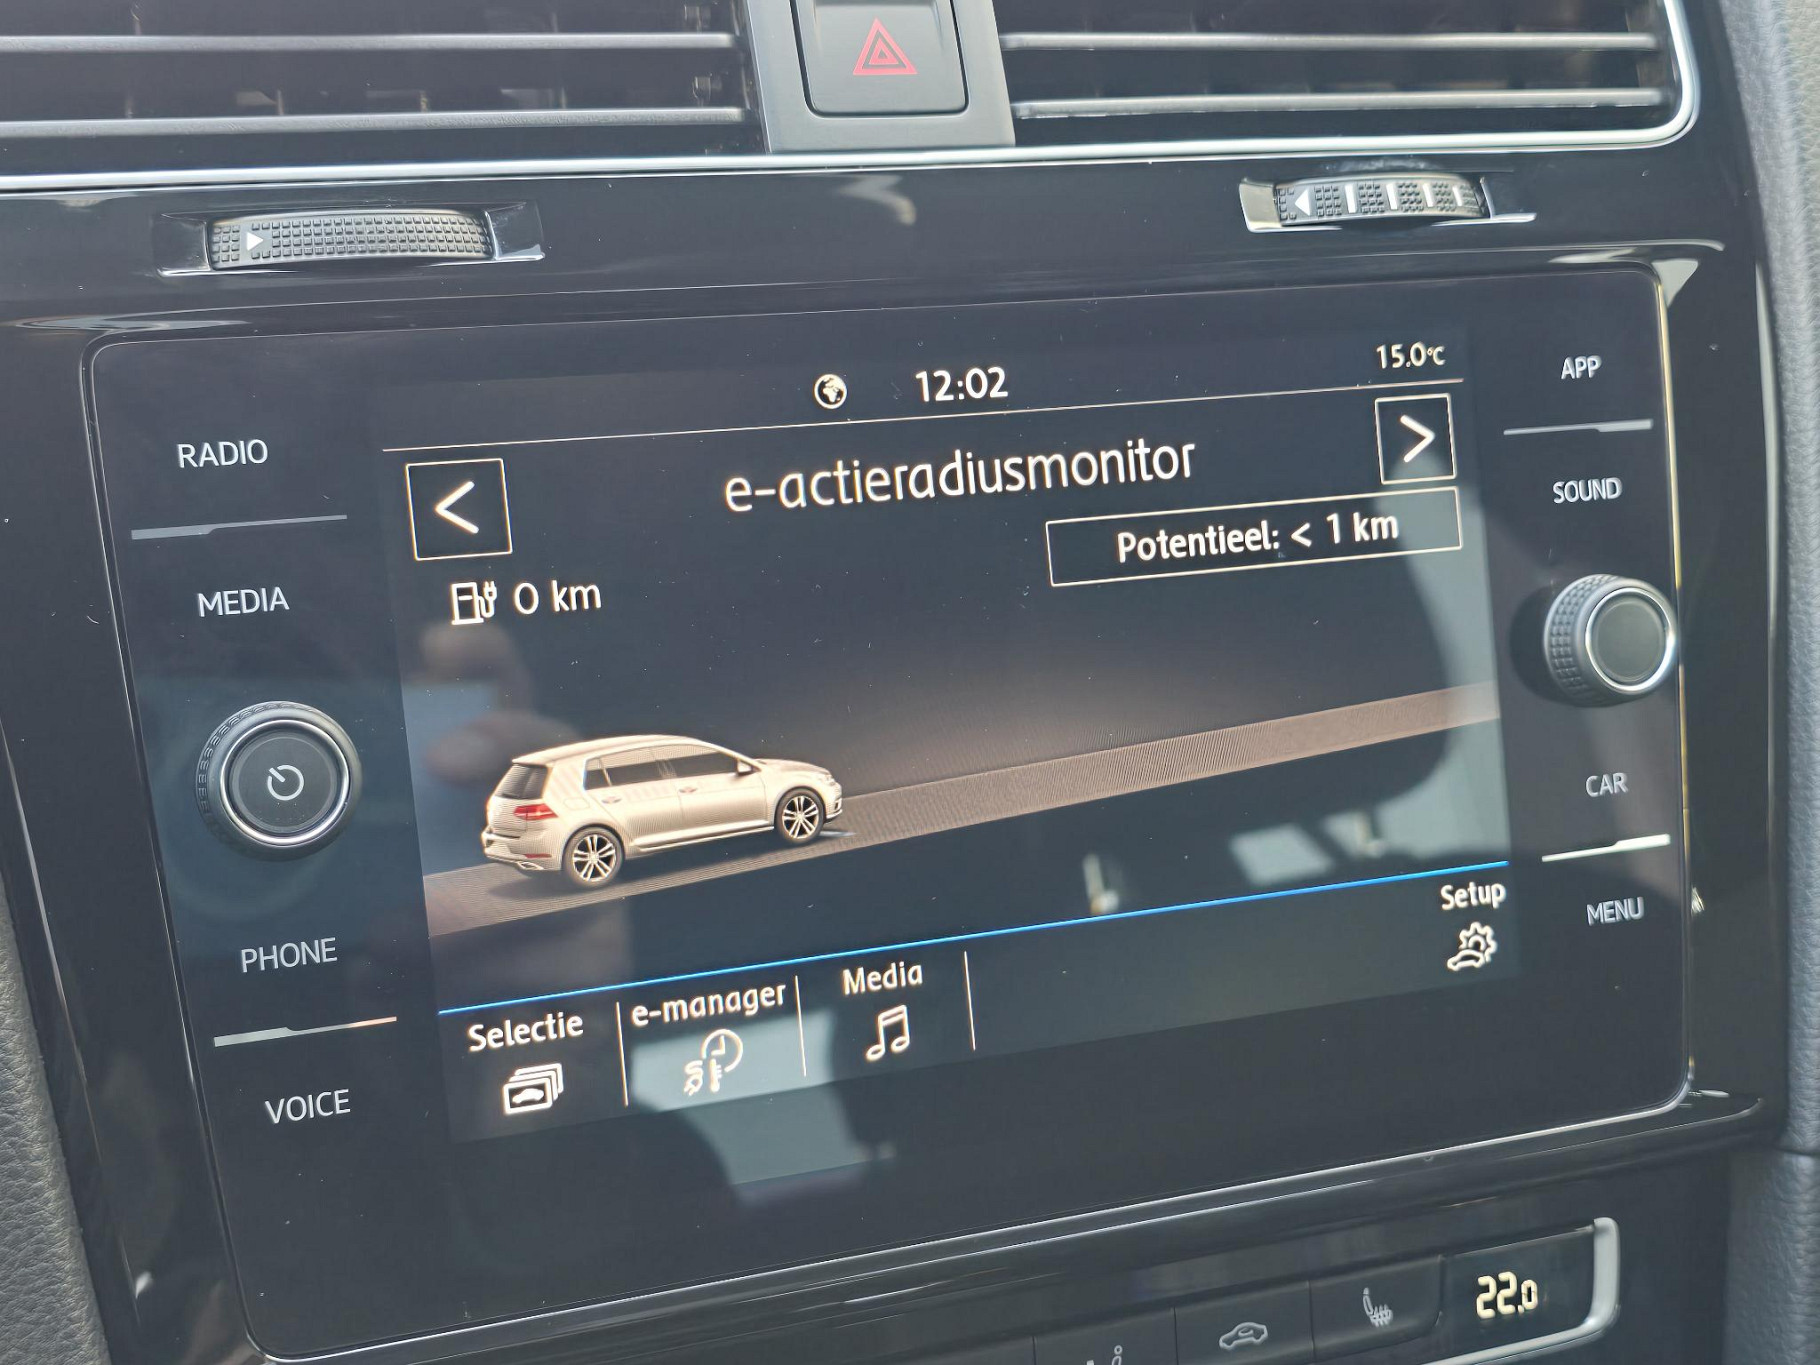 12:02
15.0°C
RADIO
MEDIA
PHONE
VOICE
<
e-actieradiusmonitor
>
Potentieel: < 1 km
0 km
Selectie
e-manager
Media
Setup
APP
SOUND
CAR
MENU
22.0